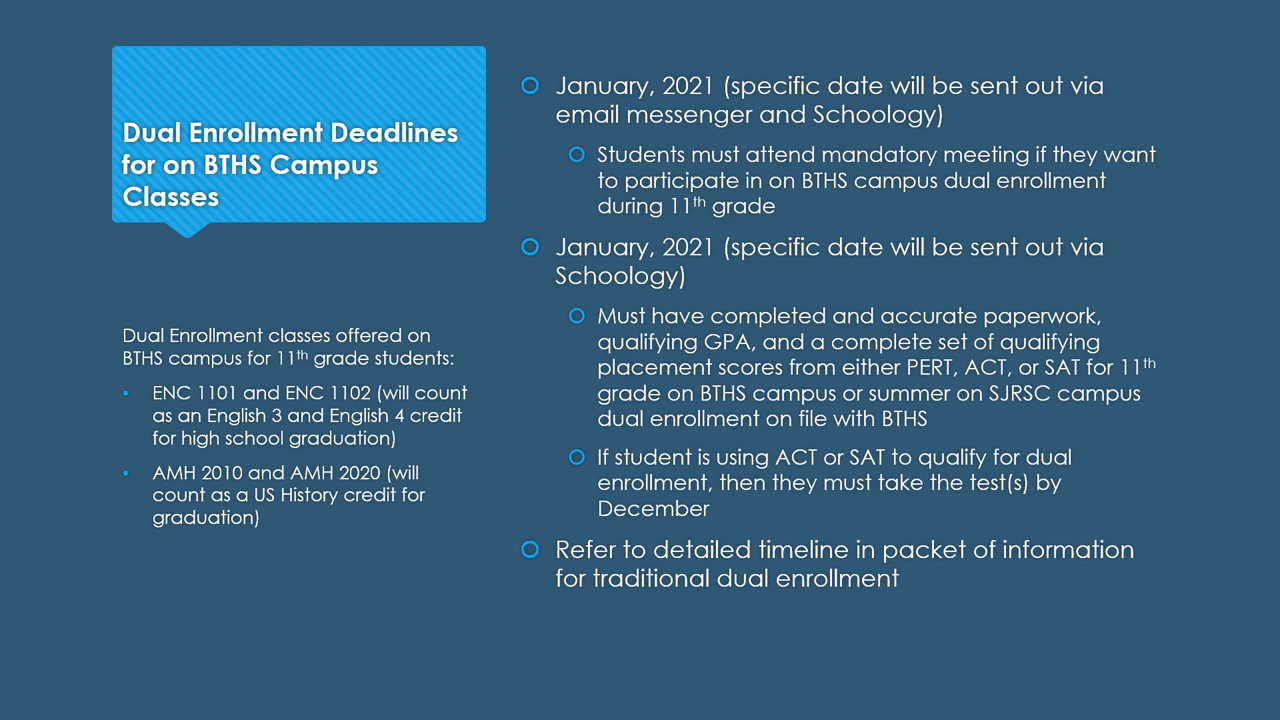 Dual Enrollment Deadlines
for on BTHS Campus
Classes
Dual Enrollment classes offered on
BTHS campus for 11th grade students:
• ENC 1101 and ENC 1102 (will count
as an English 3 and English 4 credit
for high school graduation)
• AMH 2010 and AMH 2020 (will
count as a US History credit for
graduation)
January, 2021 (specific date will be sent out via
email messenger and Schoology)
Students must attend mandatory meeting if they want
to participate in on BTHS campus dual enrollment
during 11th grade
January, 2021 (specific date will be sent out via
Schoology)
Must have completed and accurate paperwork,
qualifying GPA, and a complete set of qualifying
placement scores from either PERT, ACT, or SAT for 11th
grade on BTHS campus or summer on SJRSC campus
dual enrollment on file with BTHS
If student is using ACT or SAT to qualify for dual
enrollment, then they must take the test(s) by
December
Refer to detailed timeline in packet of information
for traditional dual enrollment